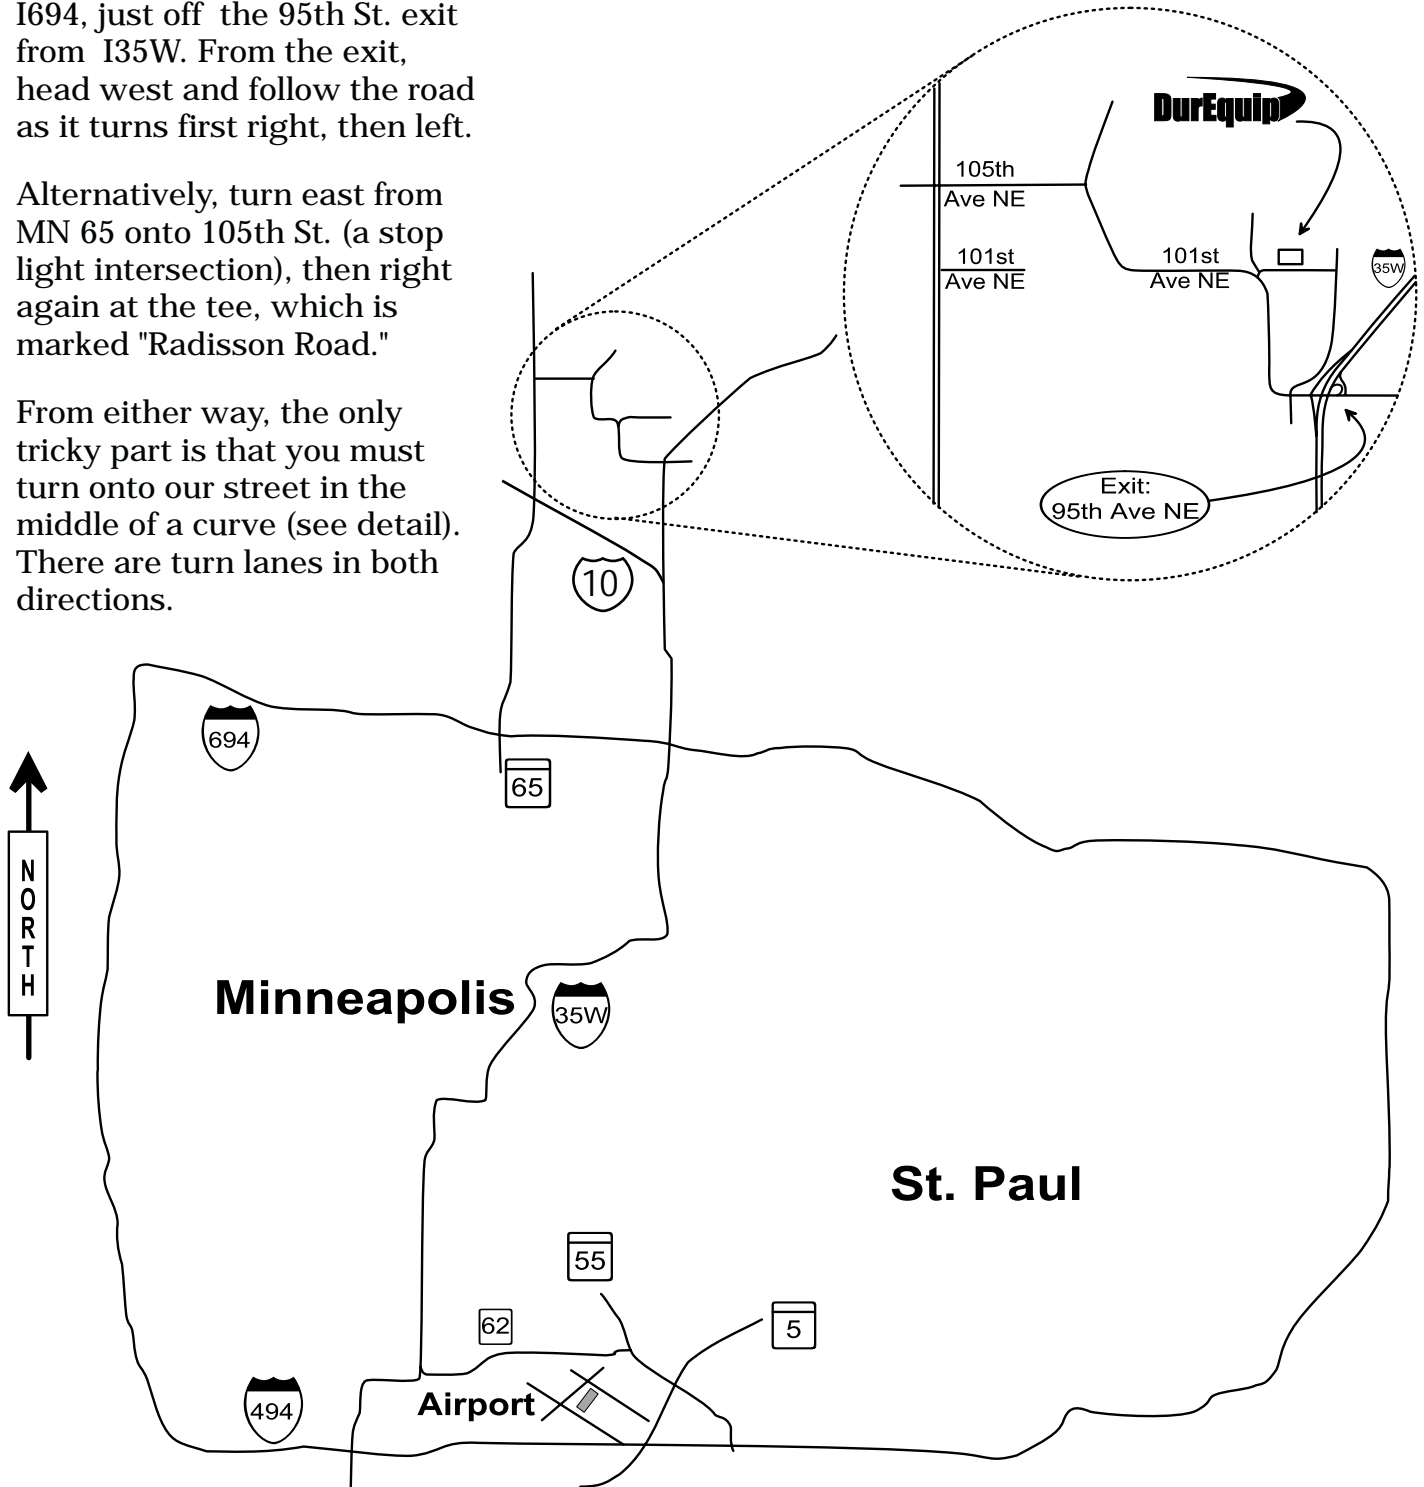 I694, just off  the 95th St. exit
from  I35W. From the exit,
head west and follow the road
as it turns first right, then left.
Alternatively, turn east from
MN 65 onto 105th St. (a stop
light intersection), then right
again at the tee, which is
marked "Radisson Road."
From either way, the only
tricky part is that you must
turn onto our street in the
middle of a curve (see detail).
There are turn lanes in both
directions.
DurEquip
105th
Ave NE
101st
Ave NE
101st
Ave NE
35W
Exit:
95th Ave NE
10
694
65
NORTH
Minneapolis
35W
St. Paul
55
62
5
Airport
494